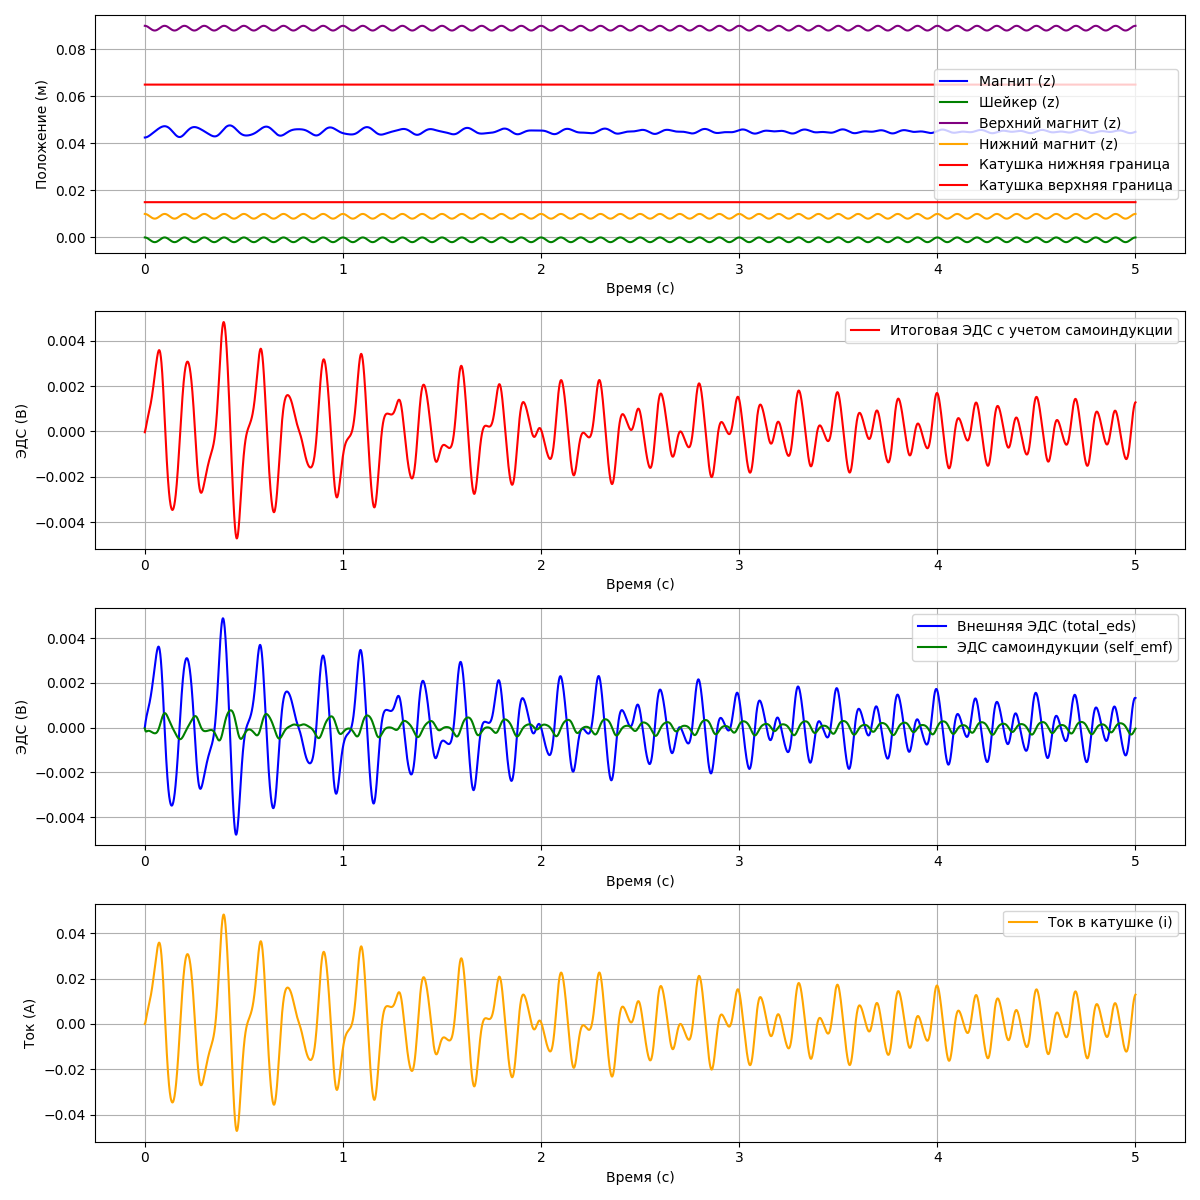 Положение (м)
0.08
0.06
0.04
0.02
0.00
Магнит (z)
Шейкер (z)
Верхний магнит (z)
Нижний магнит (z)
Катушка нижняя граница
Катушка верхняя граница
0 1 2 3 4 5
Время (с)
ЭДС (В)
0.004
0.002
0.000
−0.002
−0.004
Итоговая ЭДС с учетом самоиндукции
0 1 2 3 4 5
Время (с)
ЭДС (В)
0.004
0.002
0.000
−0.002
−0.004
Внешняя ЭДС (total_eds)
ЭДС самоиндукции (self_emf)
0 1 2 3 4 5
Время (с)
Ток (А)
0.04
0.02
0.00
−0.02
−0.04
Ток в катушке (i)
0 1 2 3 4 5
Время (с)